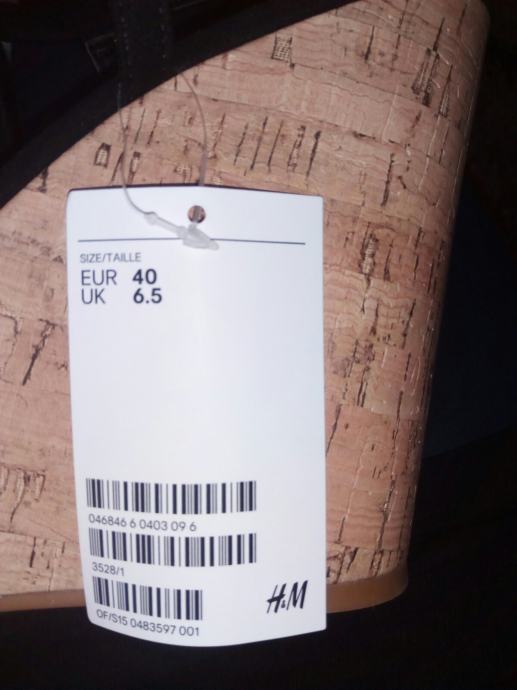 SIZE/TAILLE
EUR 40
UK 6.5
046846 6 0403 09 6
3528/1
OF/S15 0483597 001
H&M